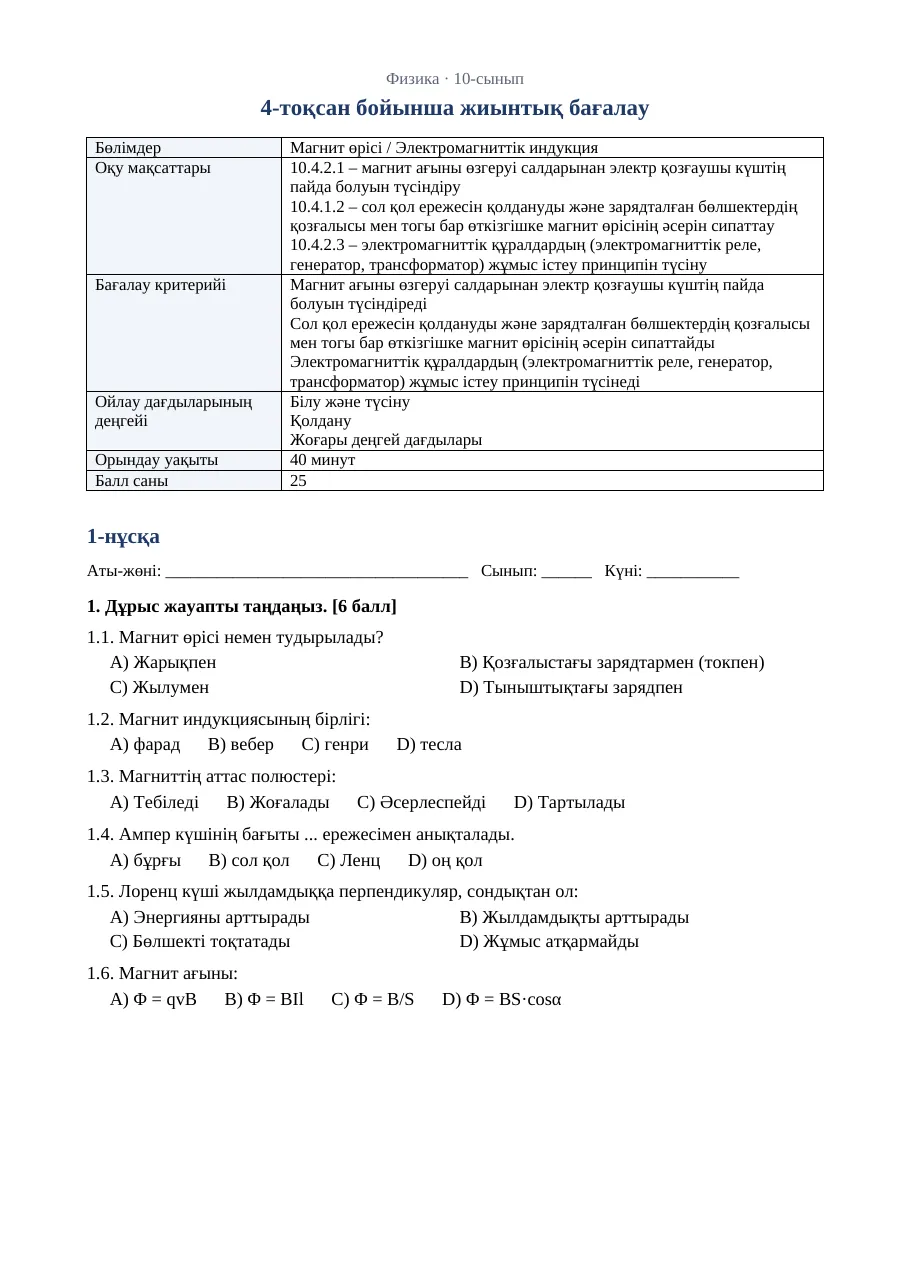 Физика · 10-сынып
4-тоқсан бойынша жиынтық бағалау
Бөлімдер
Магнит өрісі / Электромагниттік индукция
Оқу мақсаттары
10.4.2.1 – магнит ағыны өзгеруі салдарынан электр қозғаушы күштің
пайда болуын түсіндіру
10.4.1.2 – сол қол ережесін қолдануды және зарядталған бөлшектердің
қозғалысы мен тогы бар өткізгішке магнит өрісінің әсерін сипаттау
10.4.2.3 – электромагниттік құралдардың (электромагниттік реле,
генератор, трансформатор) жұмыс істеу принципін түсіну
Бағалау критерийі
Магнит ағыны өзгеруі салдарынан электр қозғаушы күштің пайда
болуын түсіндіреді
Сол қол ережесін қолдануды және зарядталған бөлшектердің қозғалысы
мен тогы бар өткізгішке магнит өрісінің әсерін сипаттайды
Электромагниттік құралдардың (электромагниттік реле, генератор,
трансформатор) жұмыс істеу принципін түсінеді
Ойлау дағдыларының
деңгейі
Білу және түсіну
Қолдану
Жоғары деңгей дағдылары
Орындау уақыты
40 минут
Балл саны
25
1-нұсқа
Аты-жөні: ____________________________________ Сынып: ______ Күні: ___________
1. Дұрыс жауапты таңдаңыз. [6 балл]
1.1. Магнит өрісі немен тудырылады?
A) Жарықпен B) Қозғалыстағы зарядтармен (токпен)
C) Жылумен D) Тыныштықтағы зарядпен
1.2. Магнит индукциясының бірлігі:
A) фарад B) вебер C) генри D) тесла
1.3. Магниттің аттас полюстері:
A) Тебіледі B) Жоғалады C) Әсерлеспейді D) Тартылады
1.4. Ампер күшінің бағыты ... ережесімен анықталады.
A) бұрғы B) сол қол C) Ленц D) оң қол
1.5. Лоренц күші жылдамдыққа перпендикуляр, сондықтан ол:
A) Энергияны арттырады B) Жылдамдықты арттырады
C) Бөлшекті тоқтатады D) Жұмыс атқармайды
1.6. Магнит ағыны:
A) Φ = qvB B) Φ = BIl C) Φ = B/S D) Φ = BS·cosα